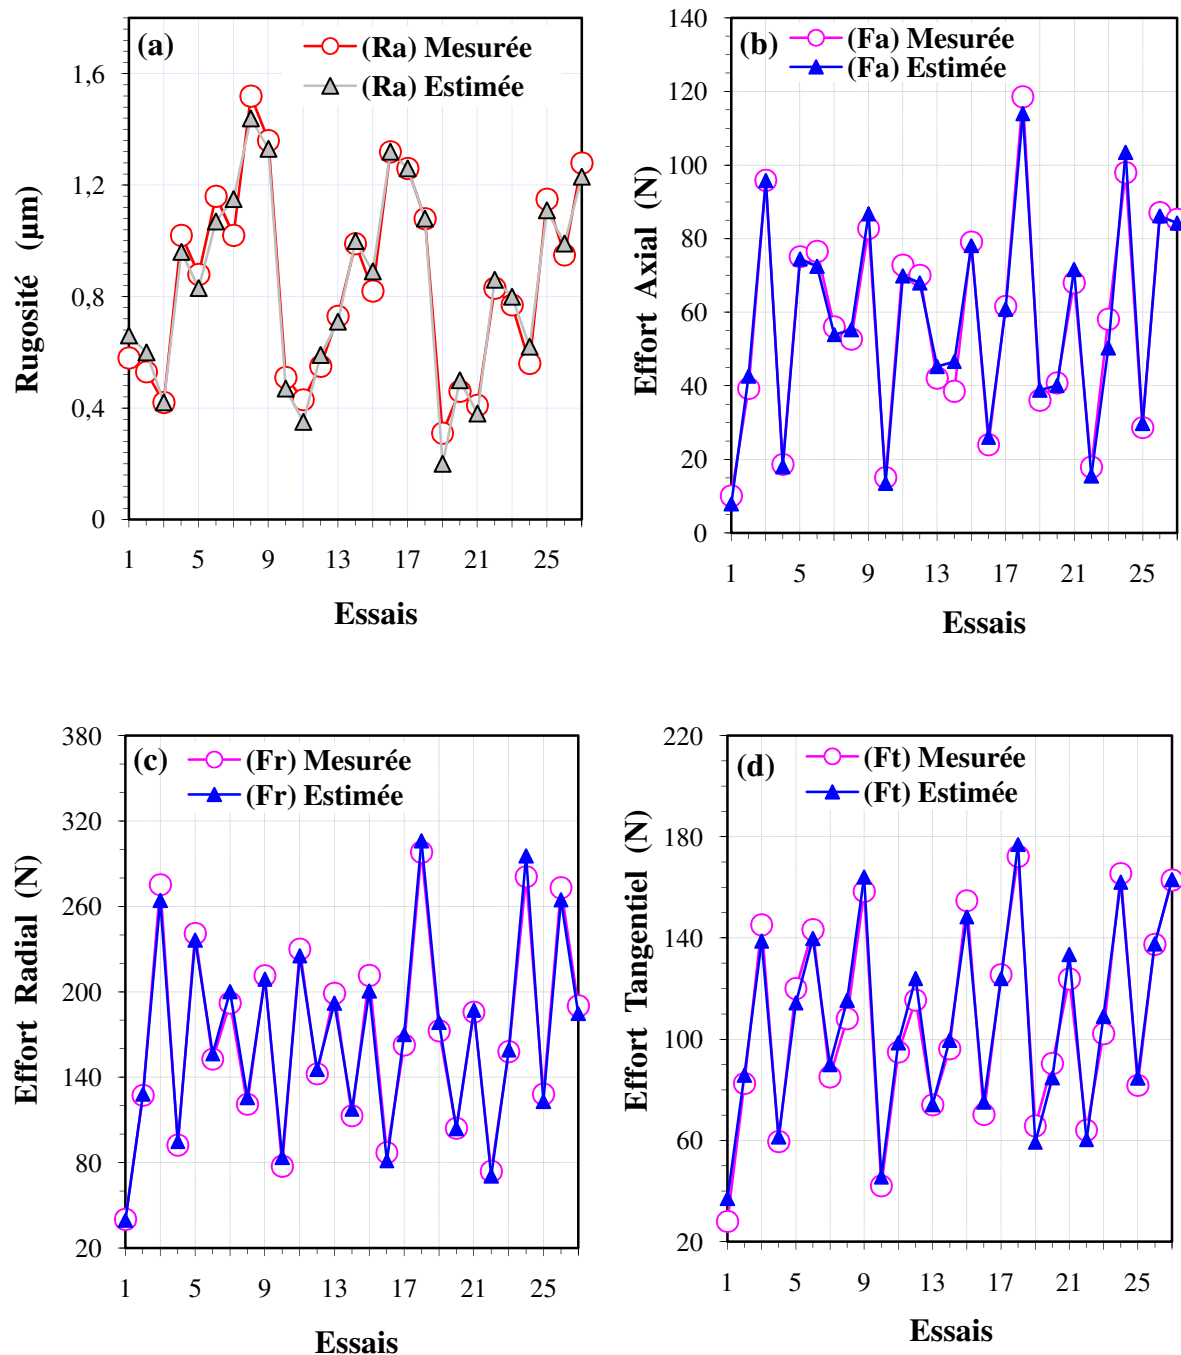 (a)
(Ra) Mesurée
(Ra) Estimée
1,6
1,2
0,8
0,4
0
Rugosité (µm)
1 5 9 13 17 21 25
Essais
(b)
(Fa) Mesurée
(Fa) Estimée
140
120
100
80
60
40
20
0
Effort Axial (N)
1 5 9 13 17 21 25
Essais
(c)
(Fr) Mesurée
(Fr) Estimée
380
320
260
200
140
80
20
Effort Radial (N)
1 5 9 13 17 21 25
Essais
(d)
(Ft) Mesurée
(Ft) Estimée
220
180
140
100
60
20
Effort Tangentiel (N)
1 5 9 13 17 21 25
Essais